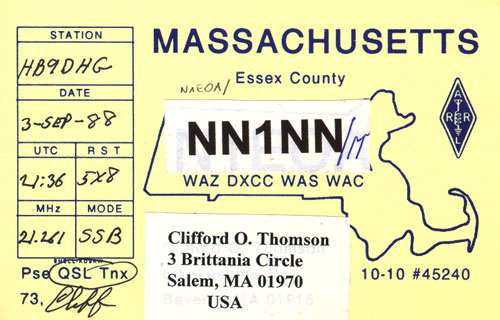 STATION
HB9DHG
DATE
3-SEP-88
UTC RST
21:36 5X8
MHz MODE
21.261 SSB
Pse QSL Tnx
73, Cliff
MASSACHUSETTS
Essex County
NN1NN/M
WAZ DXCC WAS WAC
Clifford O. Thomson
3 Brittania Circle
Salem, MA 01970
USA
ARRL
10-10 #45240